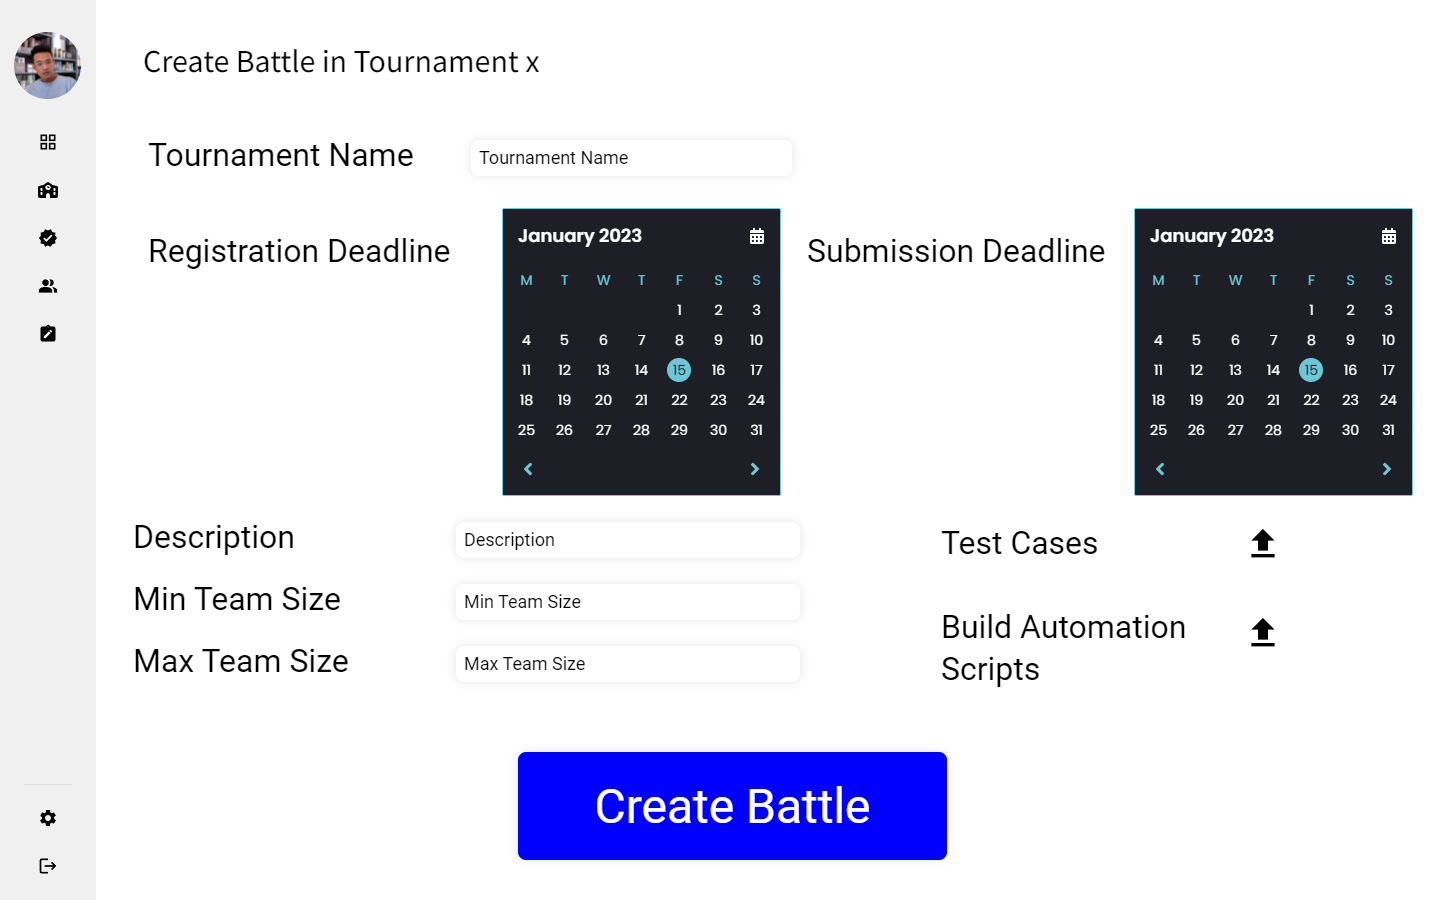 Create Battle in Tournament x
Tournament Name
Tournament Name
Registration Deadline
January 2023
M T W T F S S
1 2 3
4 5 6 7 8 9 10
11 12 13 14 15 16 17
18 19 20 21 22 23 24
25 26 27 28 29 30 31
Submission Deadline
January 2023
M T W T F S S
1 2 3
4 5 6 7 8 9 10
11 12 13 14 15 16 17
18 19 20 21 22 23 24
25 26 27 28 29 30 31
Description
Description
Min Team Size
Min Team Size
Max Team Size
Max Team Size
Test Cases
Build Automation
Scripts
Create Battle